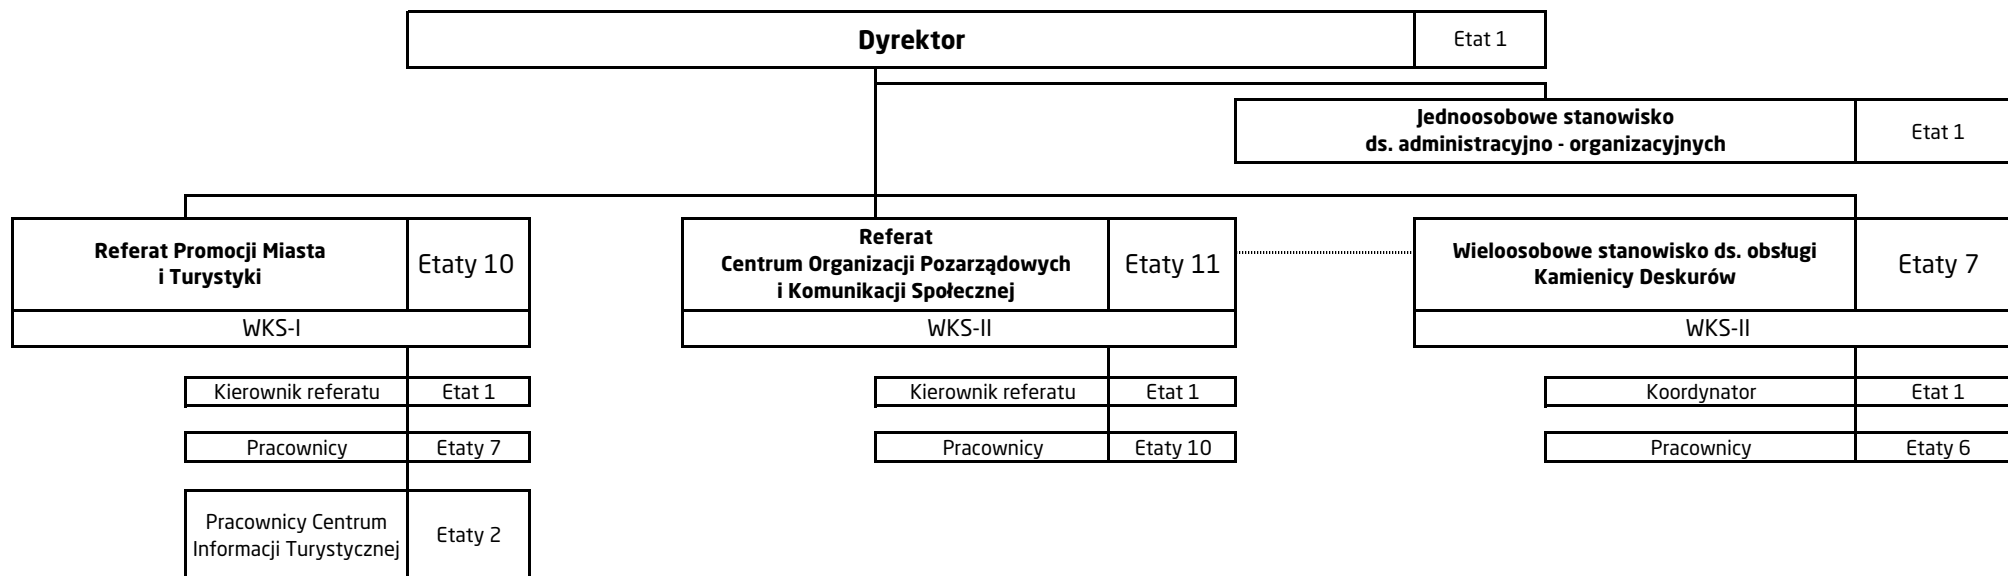 Dyrektor
Etat 1
Jednoosobowe stanowisko
ds. administracyjno - organizacyjnych
Etat 1
Referat Promocji Miasta
i Turystyki
Etaty 10
WKS-I
Referat
Centrum Organizacji Pozarządowych
i Komunikacji Społecznej
Etaty 11
WKS-II
Wieloosobowe stanowisko ds. obsługi
Kamienicy Deskurów
Etaty 7
WKS-II
Kierownik referatu
Etat 1
Pracownicy
Etaty 7
Pracownicy Centrum
Informacji Turystycznej
Etaty 2
Kierownik referatu
Etat 1
Pracownicy
Etaty 10
Koordynator
Etat 1
Pracownicy
Etaty 6